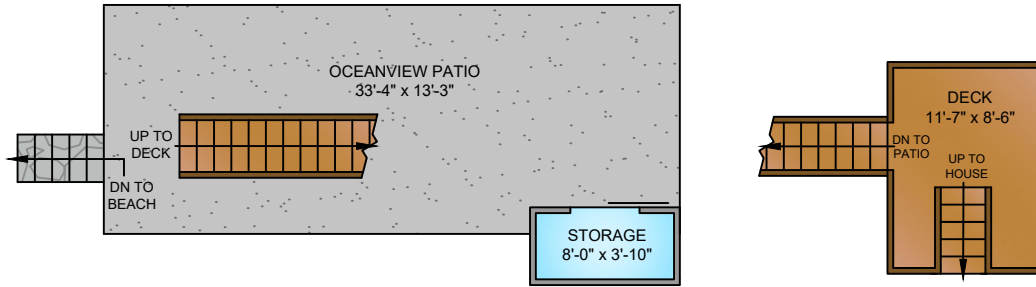 OCEANVIEW PATIO
33'-4" x 13'-3"
UP TO
DECK
DN TO
BEACH
STORAGE
8'-0" x 3'-10"
DECK
11'-7" x 8'-6"
DN TO
PATIO
UP TO
HOUSE